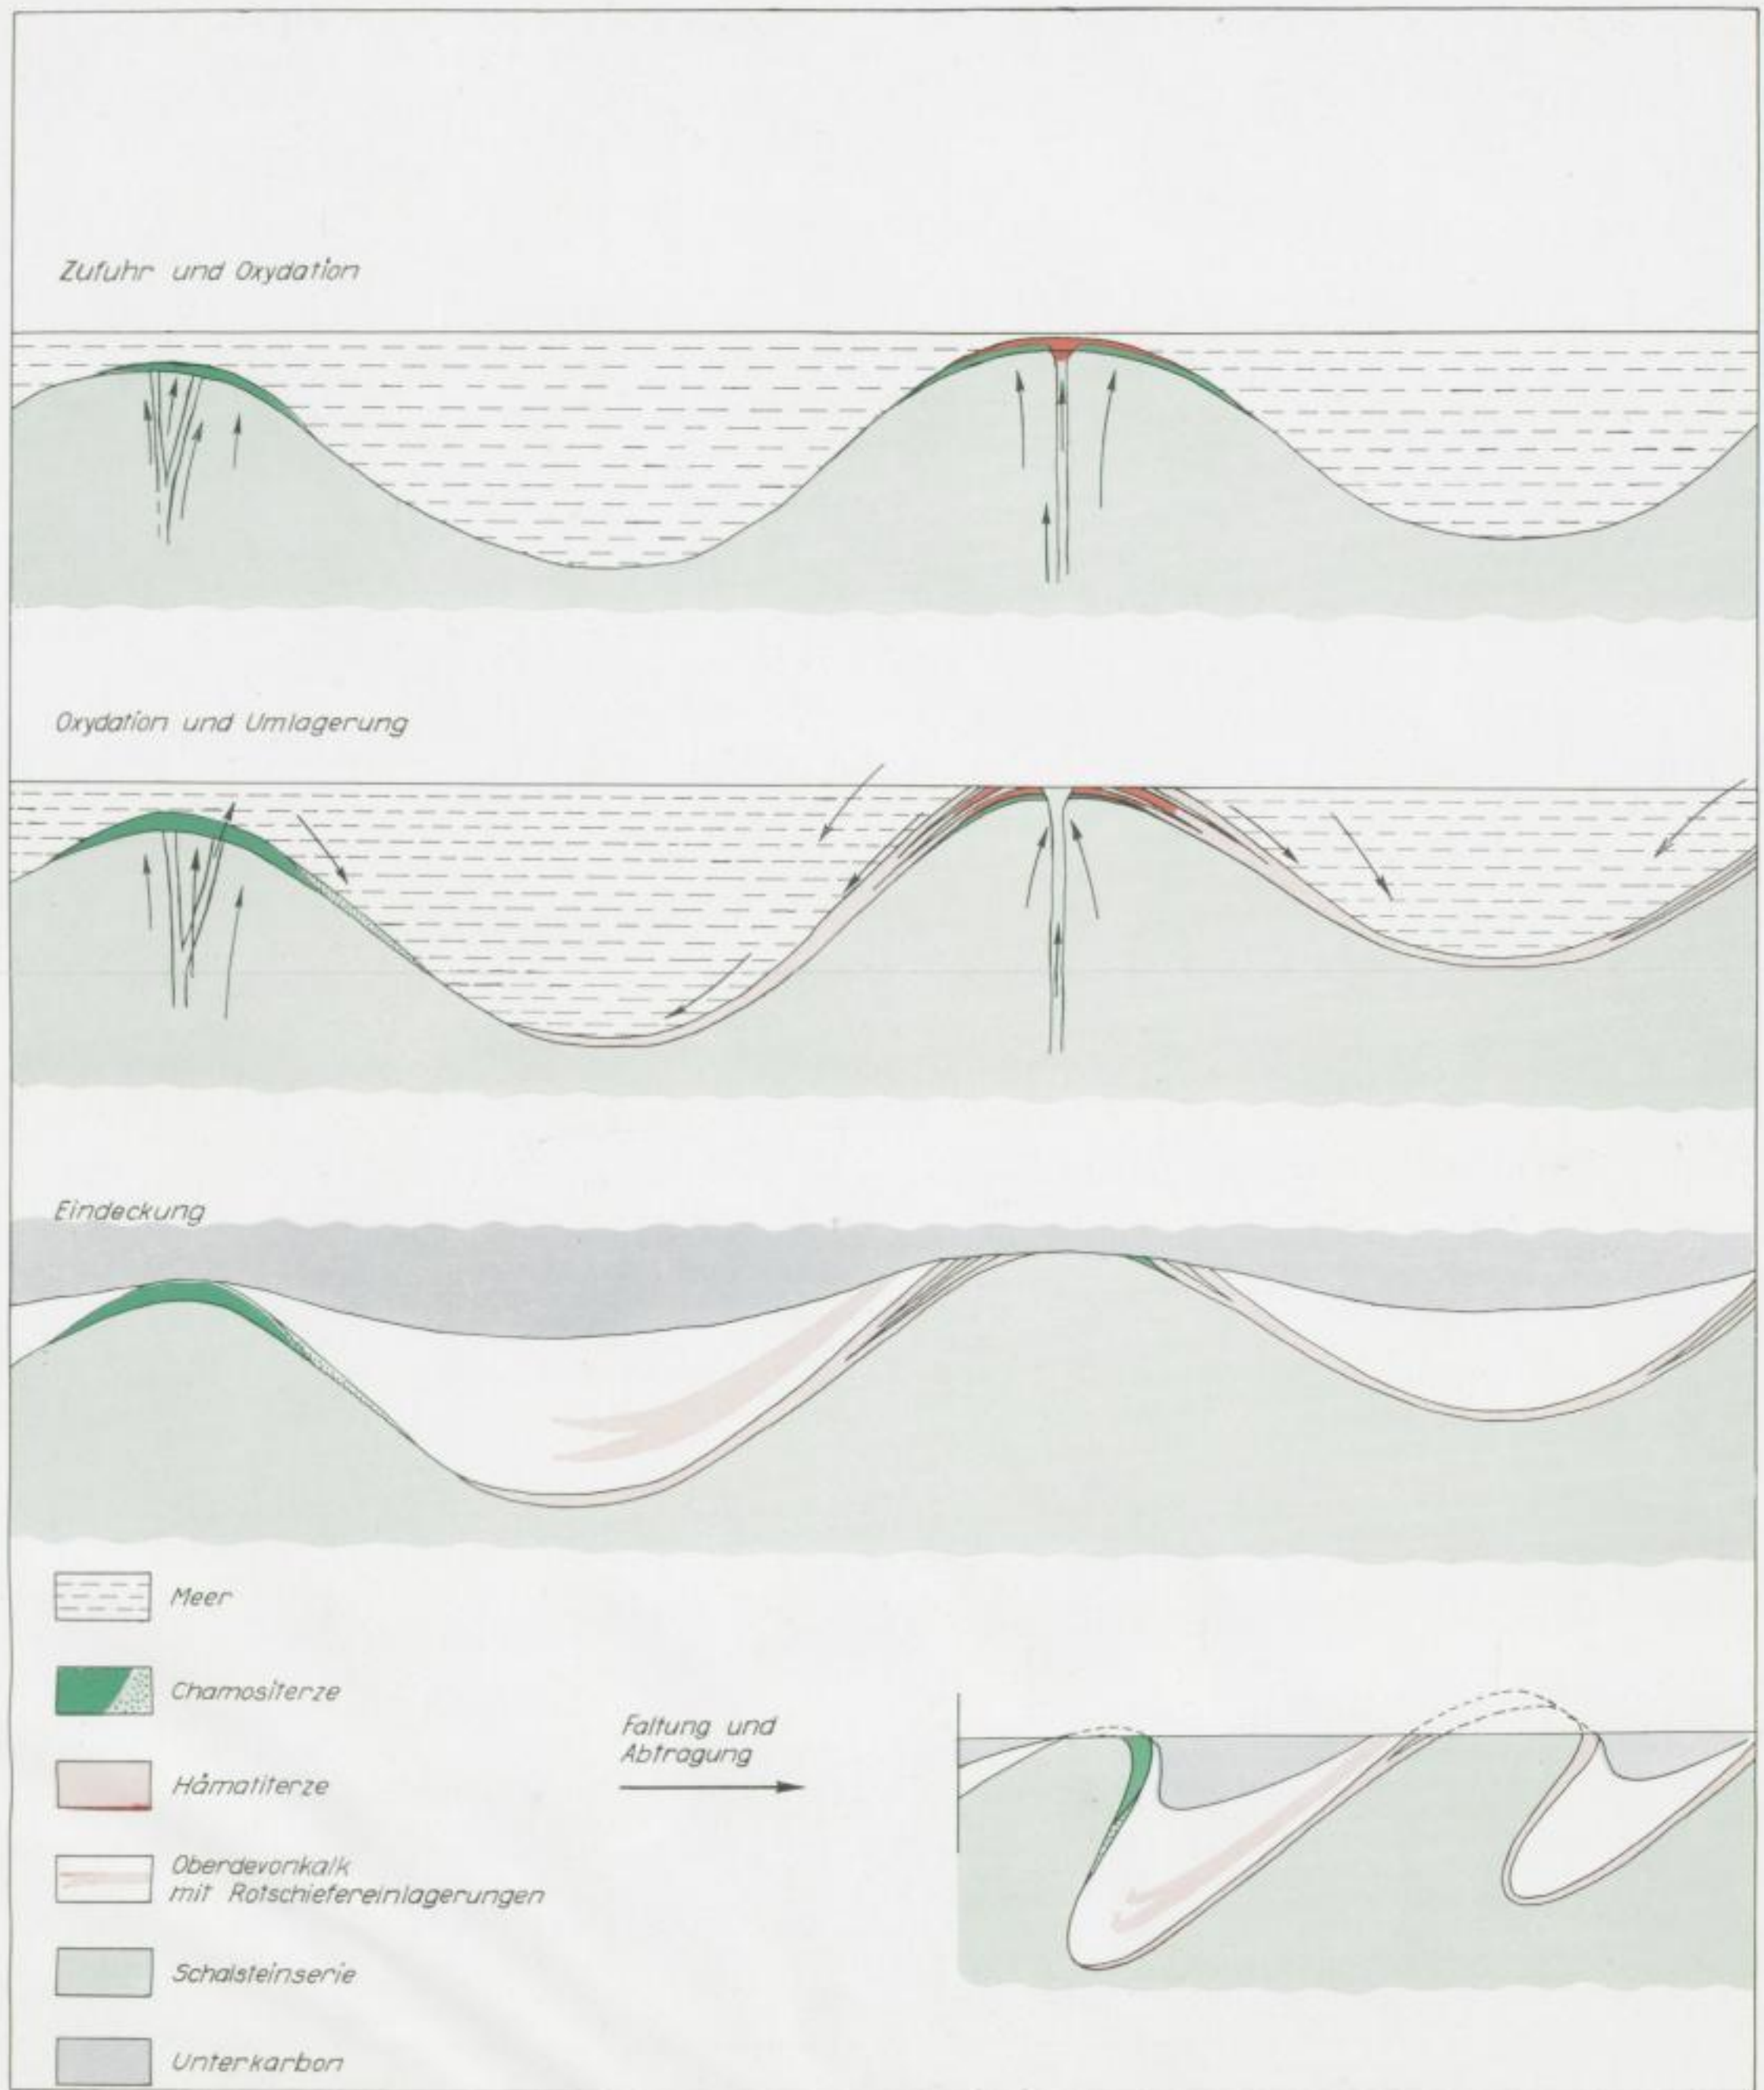 Zufuhr und Oxydation
Oxydation und Umlagerung
Eindeckung
Meer
Chamositerze
Hämatiterze
Oberdevonkalk
mit Rotschiefereinlagerungen
Schalsteinserie
Unterkarbon
Faltung und
Abtragung